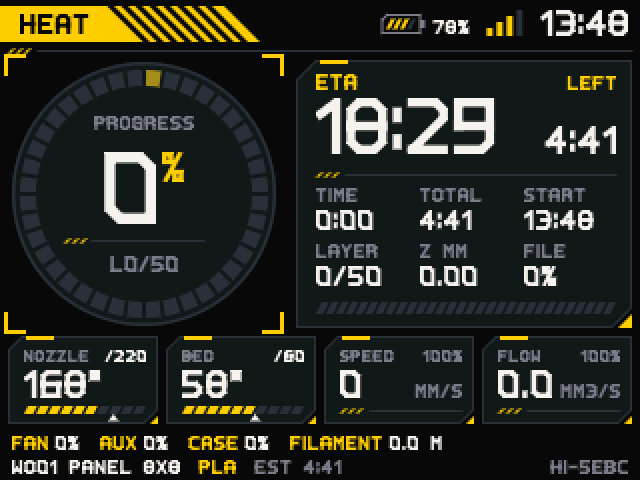 HEAT 78% 13:48
PROGRESS
0%
L0/50
ETA LEFT
18:29 4:41
TIME TOTAL START
0:00 4:41 13:48
LAYER Z MM FILE
0/50 0.00 0%
NOZZLE /220
168°
BED /60
58°
SPEED 100%
0 MM/S
FLOW 100%
0.0 MM3/S
FAN 0% AUX 0% CASE 0% FILAMENT 0.0 M
W001 PANEL 8X8 PLA EST 4:41 HI-5EBC